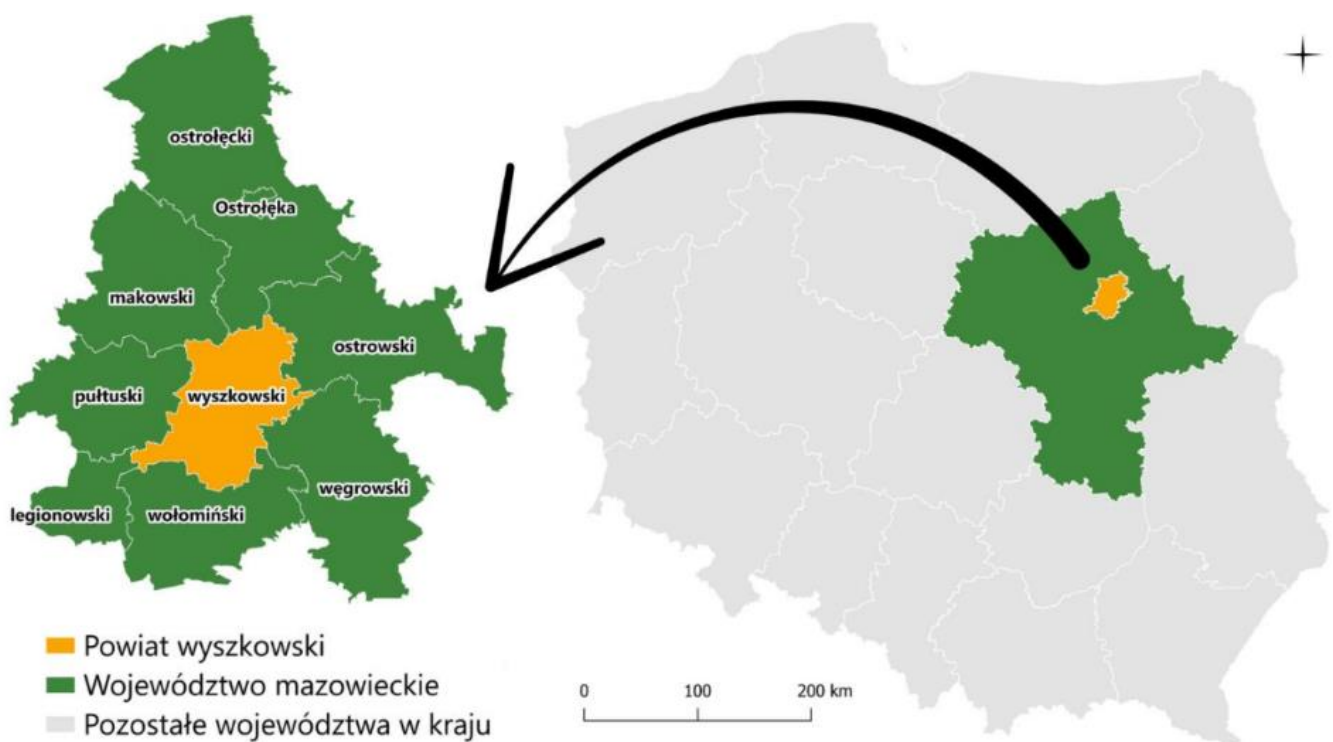 ostrołęcki
Ostrołęka
makowski
ostrowski
pułtuski
wyszkowski
węgrowski
legionowski
wołomiński
Powiat wyszkowski
Województwo mazowieckie
Pozostałe województwa w kraju
0 100 200 km